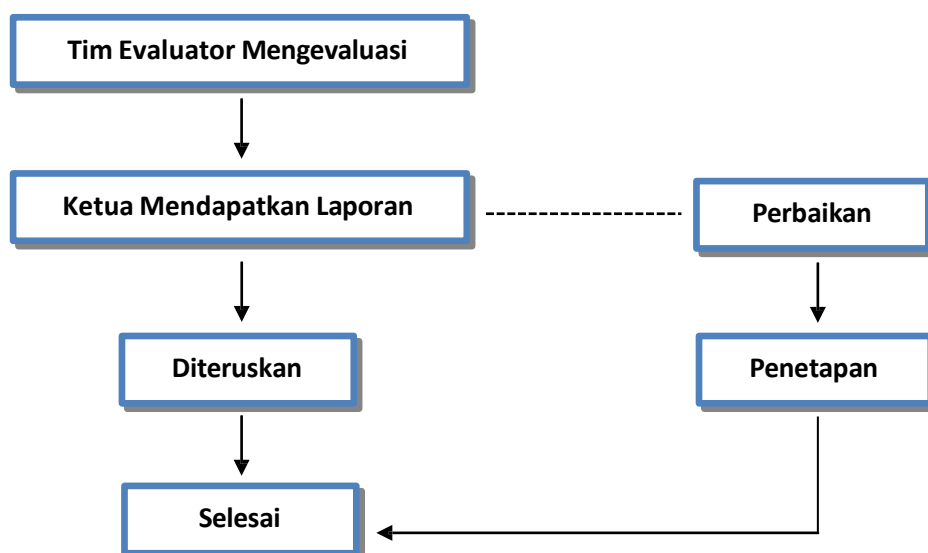 Tim Evaluator Mengevaluasi
Ketua Mendapatkan Laporan
Perbaikan
Diteruskan
Penetapan
Selesai